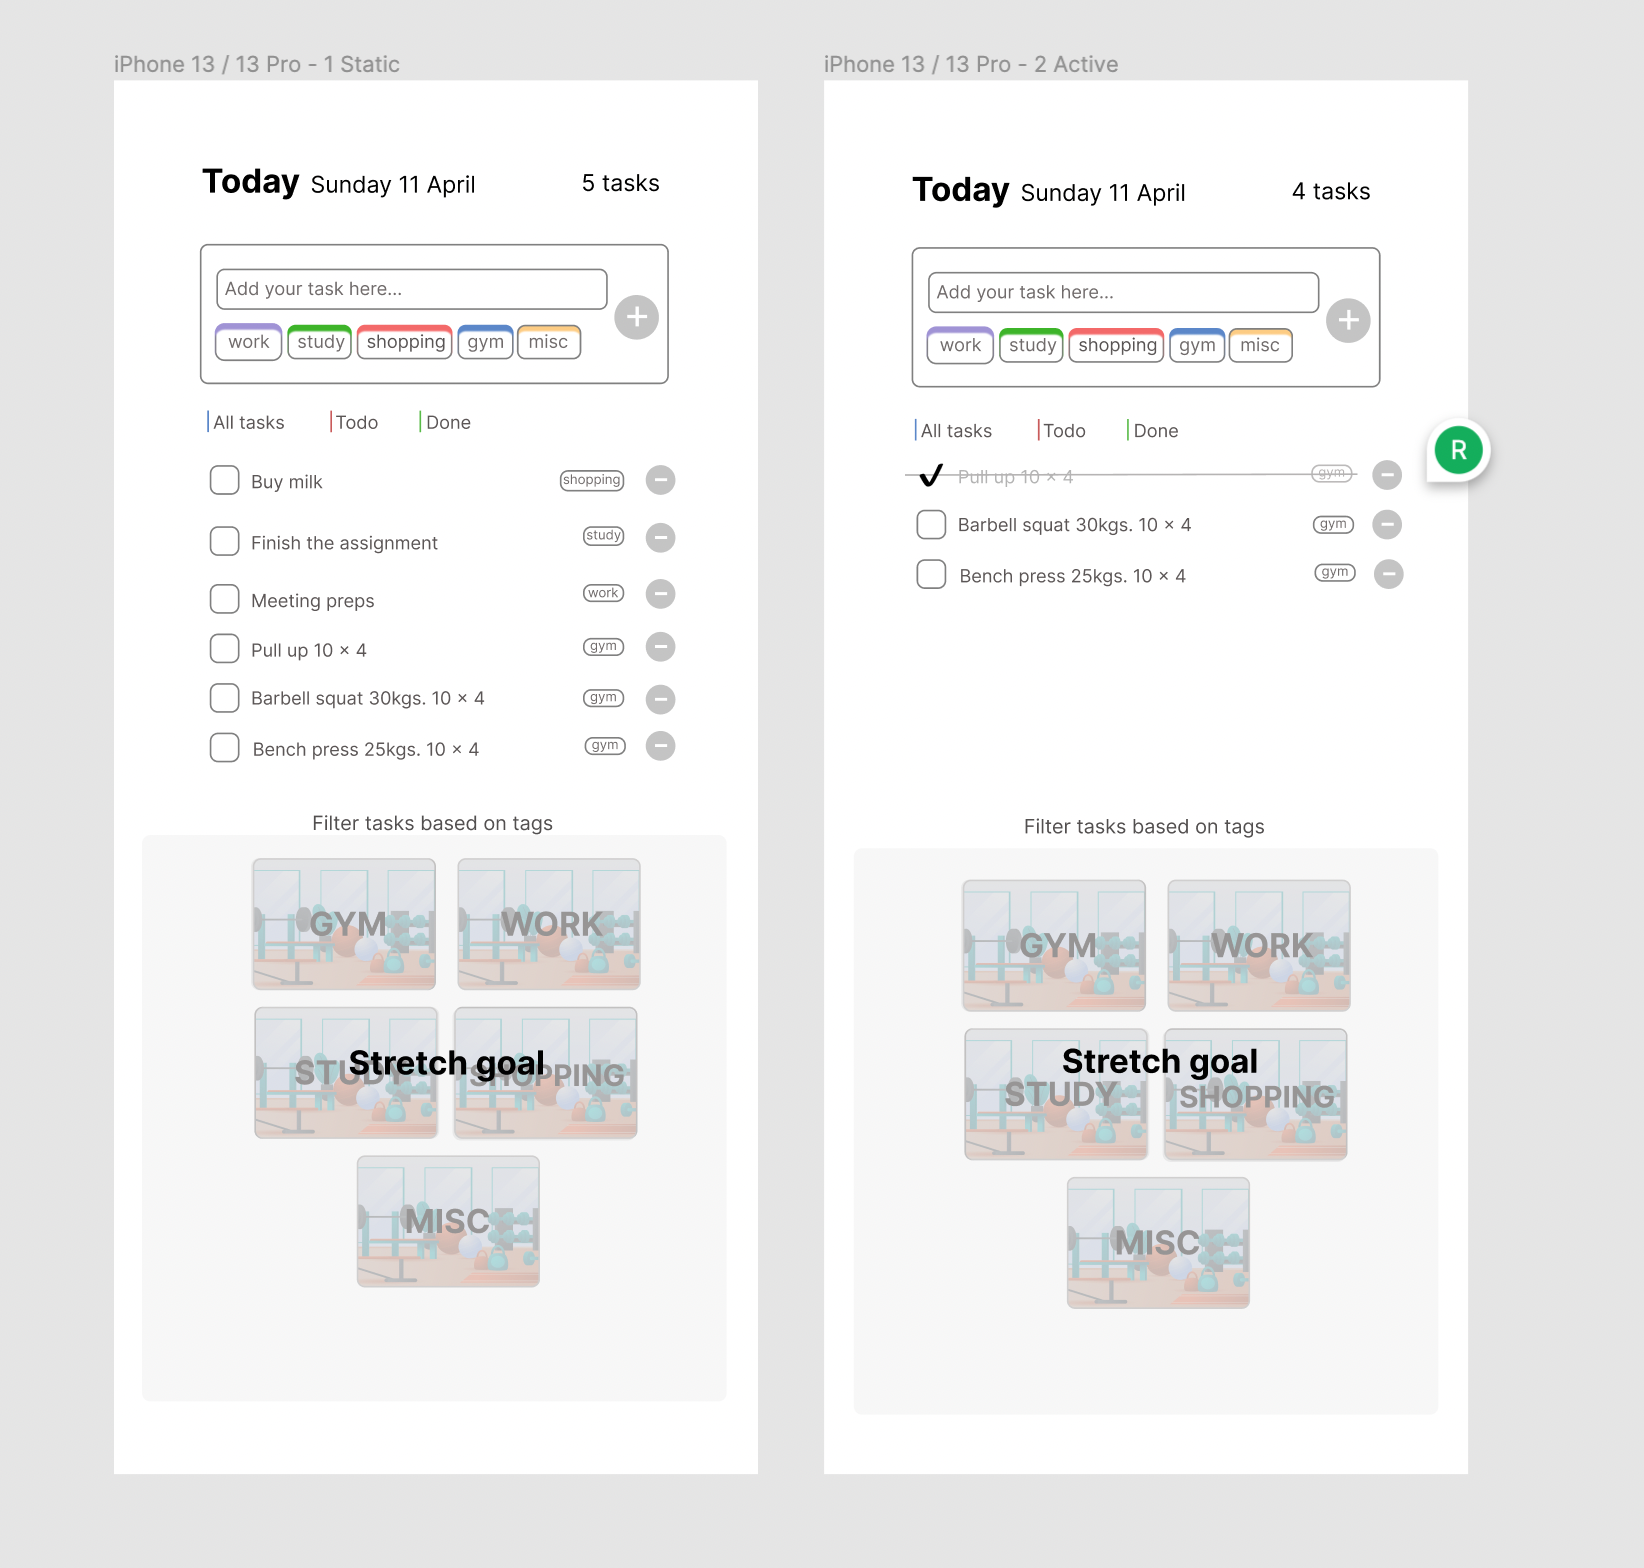 iPhone 13 / 13 Pro - 1 Static
Today Sunday 11 April 5 tasks
Add your task here...
+
work study shopping gym misc
All tasks Todo Done
Buy milk shopping
Finish the assignment study
Meeting preps work
Pull up 10 × 4 gym
Barbell squat 30kgs. 10 × 4 gym
Bench press 25kgs. 10 × 4 gym
Filter tasks based on tags
GYM WORK
Stretch goal
STUDY SHOPPING
MISC
iPhone 13 / 13 Pro - 2 Active
Today Sunday 11 April 4 tasks
Add your task here...
+
work study shopping gym misc
All tasks Todo Done
R
Pull up 10 × 4 gym
Barbell squat 30kgs. 10 × 4 gym
Bench press 25kgs. 10 × 4 gym
Filter tasks based on tags
GYM WORK
Stretch goal
STUDY SHOPPING
MISC